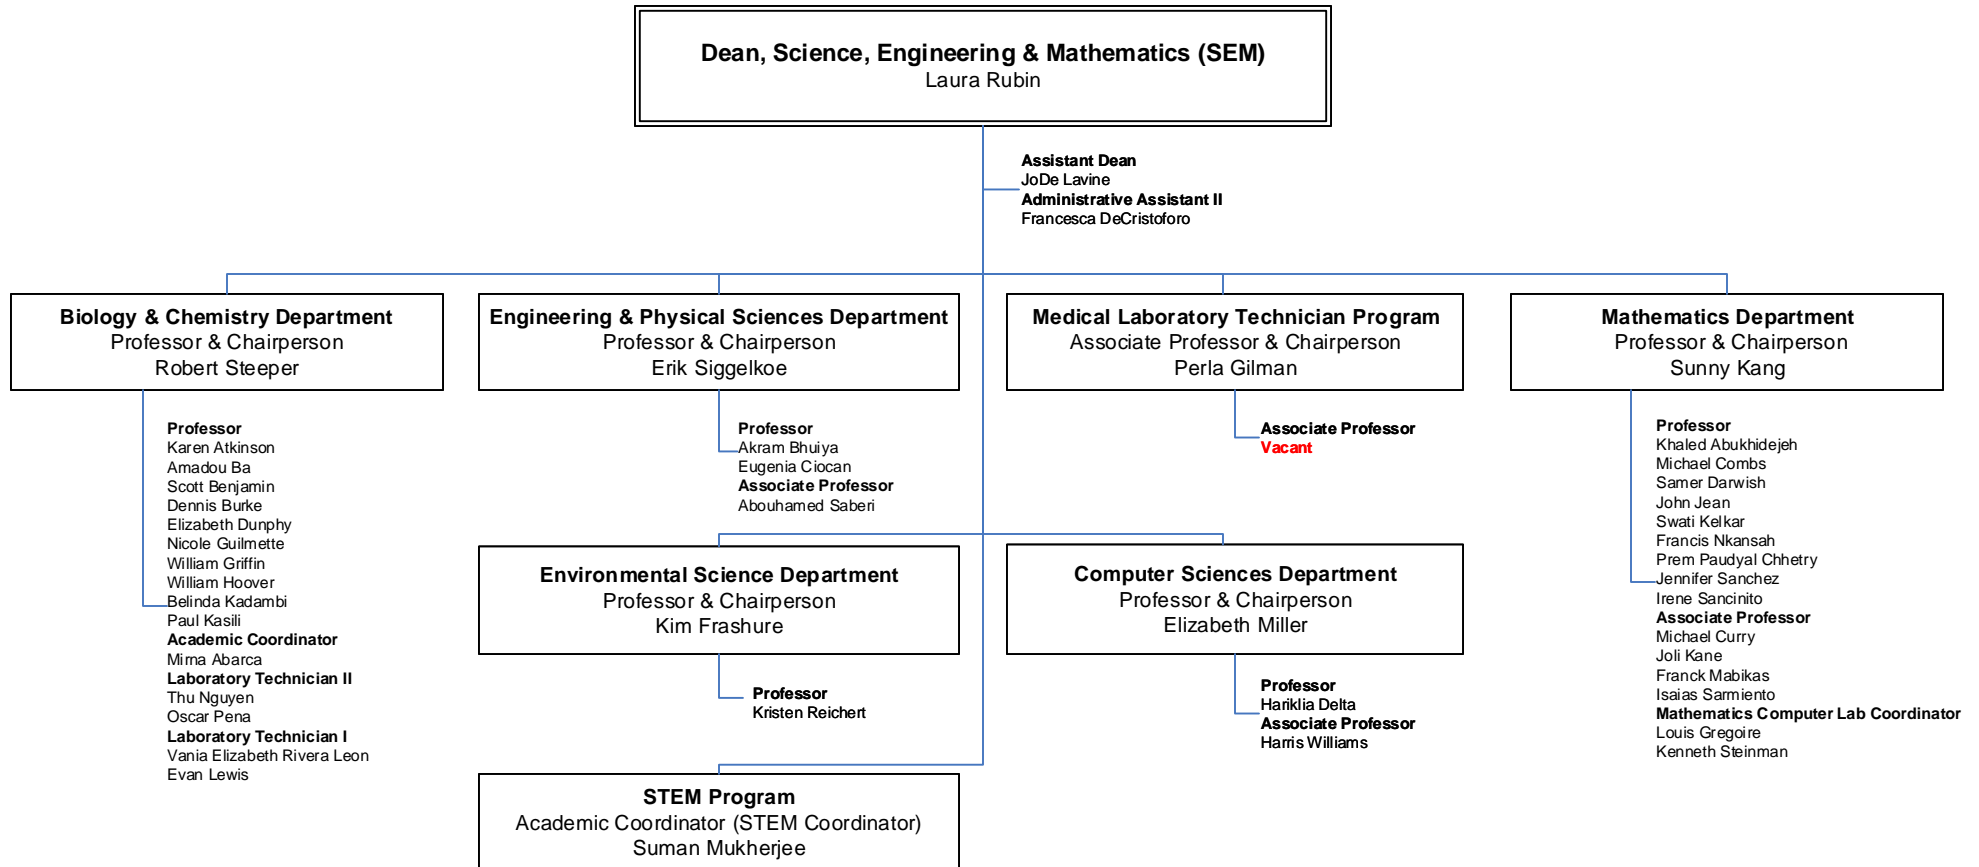 Dean, Science, Engineering & Mathematics (SEM)
Laura Rubin
Assistant Dean
JoDe Lavine
Administrative Assistant II
Francesca DeCristoforo
Biology & Chemistry Department
Professor & Chairperson
Robert Steeper
Professor
Karen Atkinson
Amadou Ba
Scott Benjamin
Dennis Burke
Elizabeth Dunphy
Nicole Guilmette
William Griffin
William Hoover
Belinda Kadambi
Paul Kasili
Academic Coordinator
Mirna Abarca
Laboratory Technician II
Thu Nguyen
Oscar Pena
Laboratory Technician I
Vania Elizabeth Rivera Leon
Evan Lewis
Engineering & Physical Sciences Department
Professor & Chairperson
Erik Siggelkoe
Professor
Akram Bhuiya
Eugenia Ciocan
Associate Professor
Abouhamed Saberi
Medical Laboratory Technician Program
Associate Professor & Chairperson
Perla Gilman
Associate Professor
Vacant
Mathematics Department
Professor & Chairperson
Sunny Kang
Professor
Khaled Abukhidejeh
Michael Combs
Samer Darwish
John Jean
Swati Kelkar
Francis Nkansah
Prem Paudyal Chhetry
Jennifer Sanchez
Irene Sancinito
Associate Professor
Michael Curry
Joli Kane
Franck Mabikas
Isaias Sarmiento
Mathematics Computer Lab Coordinator
Louis Gregoire
Kenneth Steinman
Environmental Science Department
Professor & Chairperson
Kim Frashure
Professor
Kristen Reichert
Computer Sciences Department
Professor & Chairperson
Elizabeth Miller
Professor
Hariklia Delta
Associate Professor
Harris Williams
STEM Program
Academic Coordinator (STEM Coordinator)
Suman Mukherjee